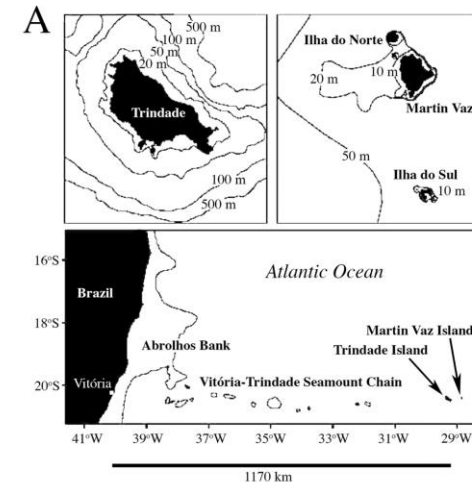 A
500 m
100 m
50 m
20 m
Trindade
100 m
500 m
Ilha do Norte
20 m
10 m
Martin Vaz
50 m
Ilha do Sul
10 m
16°S
18°S
20°S
Brazil
Atlantic Ocean
Abrolhos Bank
Martin Vaz Island
Trindade Island
Vitória
Vitória-Trindade Seamount Chain
41°W 39°W 37°W 35°W 33°W 31°W 29°W
1170 km